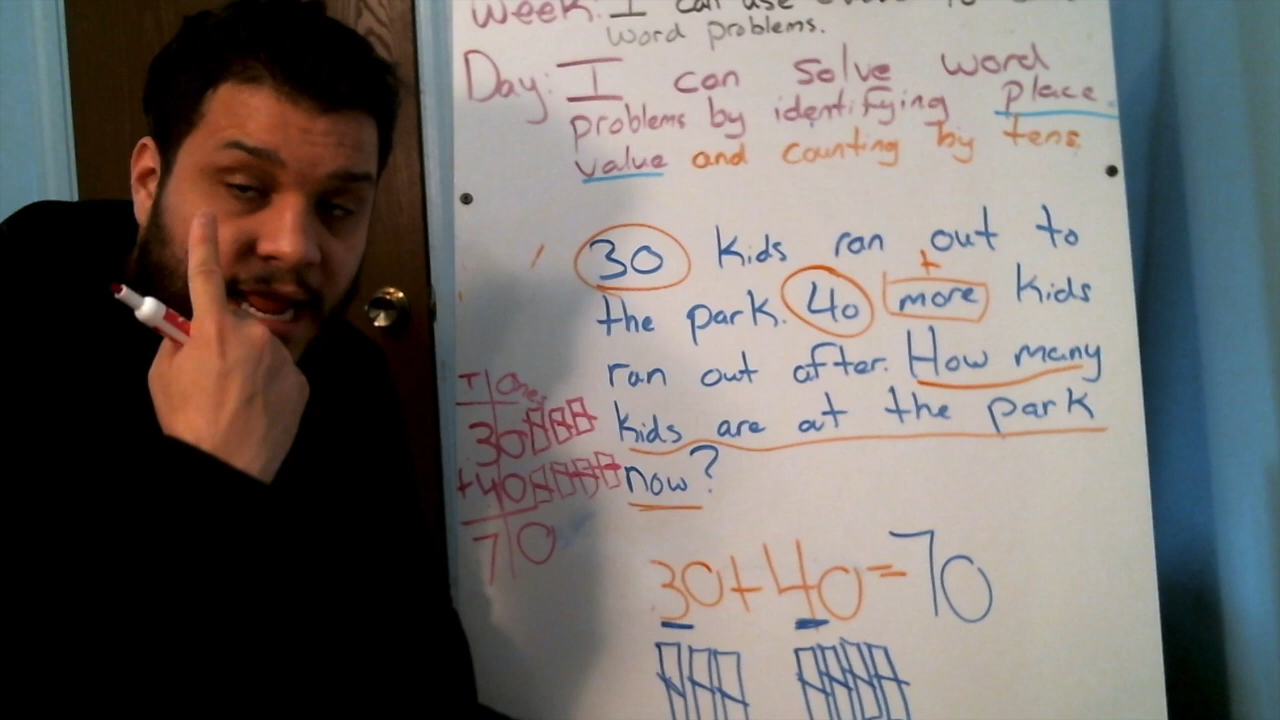 Week: I can use
word problems.
Day: I can solve word
problems by identifying place
value and counting by tens.
30 kids ran out to
+
the park. 40 more kids
ran out after. How many
kids are at the park
now?
T Ones
30
+40
70
30+40=70